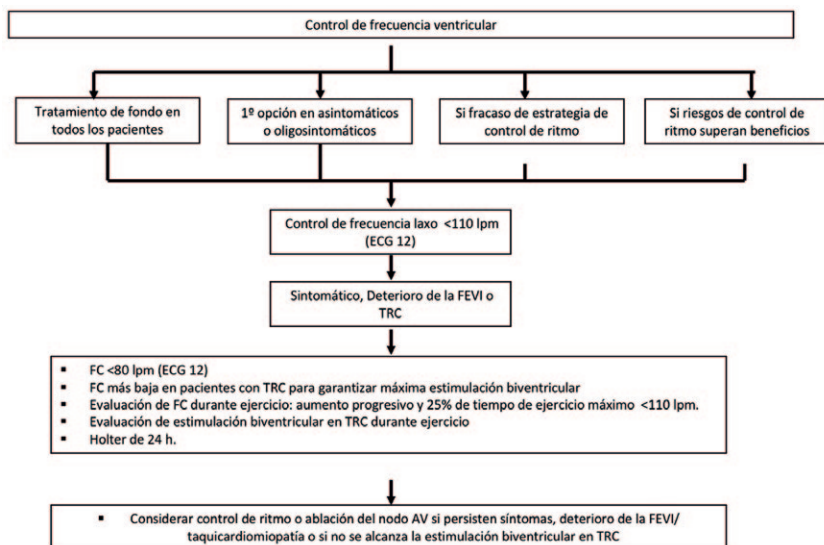 Control de frecuencia ventricular
Tratamiento de fondo en
todos los pacientes
1º opción en asintomáticos
o oligosintomáticos
Si fracaso de estrategia de
control de ritmo
Si riesgos de control de
ritmo superan beneficios
Control de frecuencia laxo <110 lpm
(ECG 12)
Sintomático, Deterioro de la FEVI o
TRC
▪ FC <80 lpm (ECG 12)
▪ FC más baja en pacientes con TRC para garantizar máxima estimulación biventricular
▪ Evaluación de FC durante ejercicio: aumento progresivo y 25% de tiempo de ejercicio máximo <110 lpm.
▪ Evaluación de estimulación biventricular en TRC durante ejercicio
▪ Holter de 24 h.
▪ Considerar control de ritmo o ablación del nodo AV si persisten síntomas, deterioro de la FEVI/
taquicardiomiopatía o si no se alcanza la estimulación biventricular en TRC